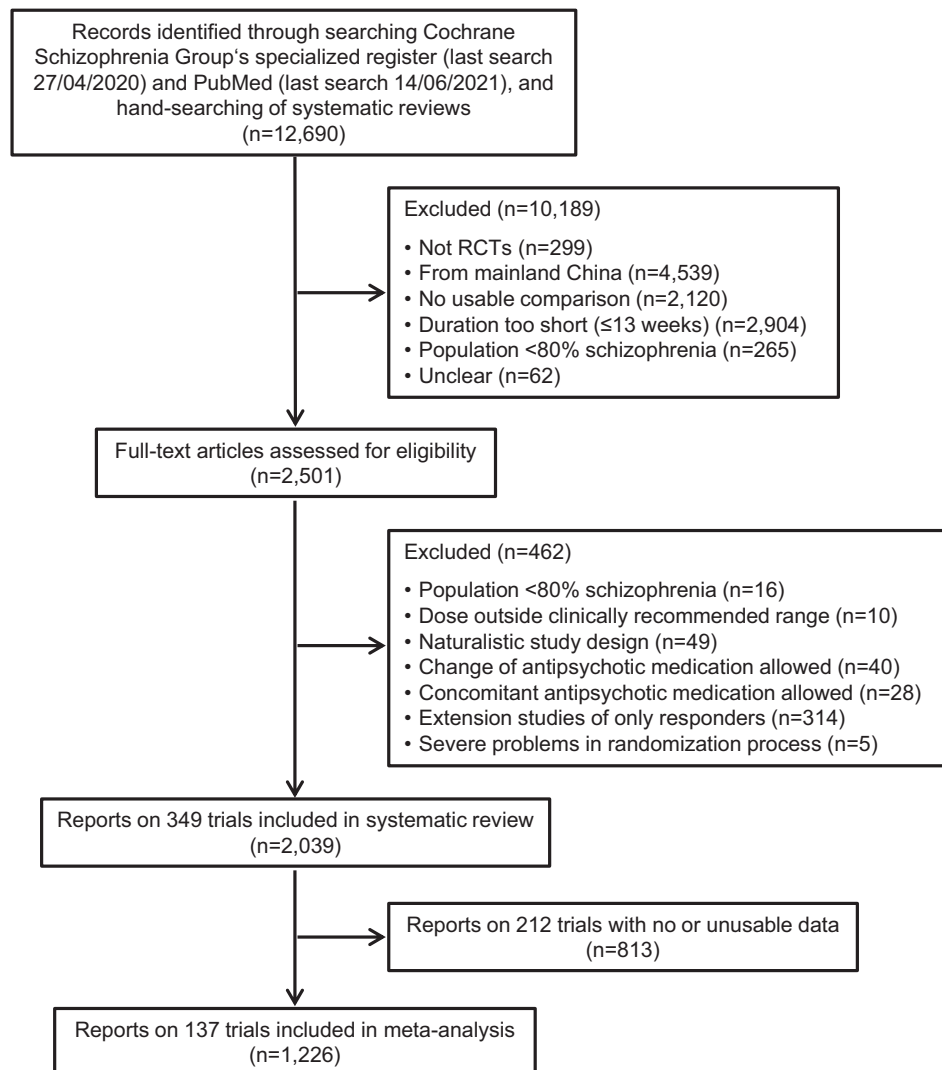 Records identified through searching Cochrane
Schizophrenia Group‘s specialized register (last search
27/04/2020) and PubMed (last search 14/06/2021), and
hand-searching of systematic reviews
(n=12,690)
Excluded (n=10,189)
• Not RCTs (n=299)
• From mainland China (n=4,539)
• No usable comparison (n=2,120)
• Duration too short (≤13 weeks) (n=2,904)
• Population <80% schizophrenia (n=265)
• Unclear (n=62)
Full-text articles assessed for eligibility
(n=2,501)
Excluded (n=462)
• Population <80% schizophrenia (n=16)
• Dose outside clinically recommended range (n=10)
• Naturalistic study design (n=49)
• Change of antipsychotic medication allowed (n=40)
• Concomitant antipsychotic medication allowed (n=28)
• Extension studies of only responders (n=314)
• Severe problems in randomization process (n=5)
Reports on 349 trials included in systematic review
(n=2,039)
Reports on 212 trials with no or unusable data
(n=813)
Reports on 137 trials included in meta-analysis
(n=1,226)